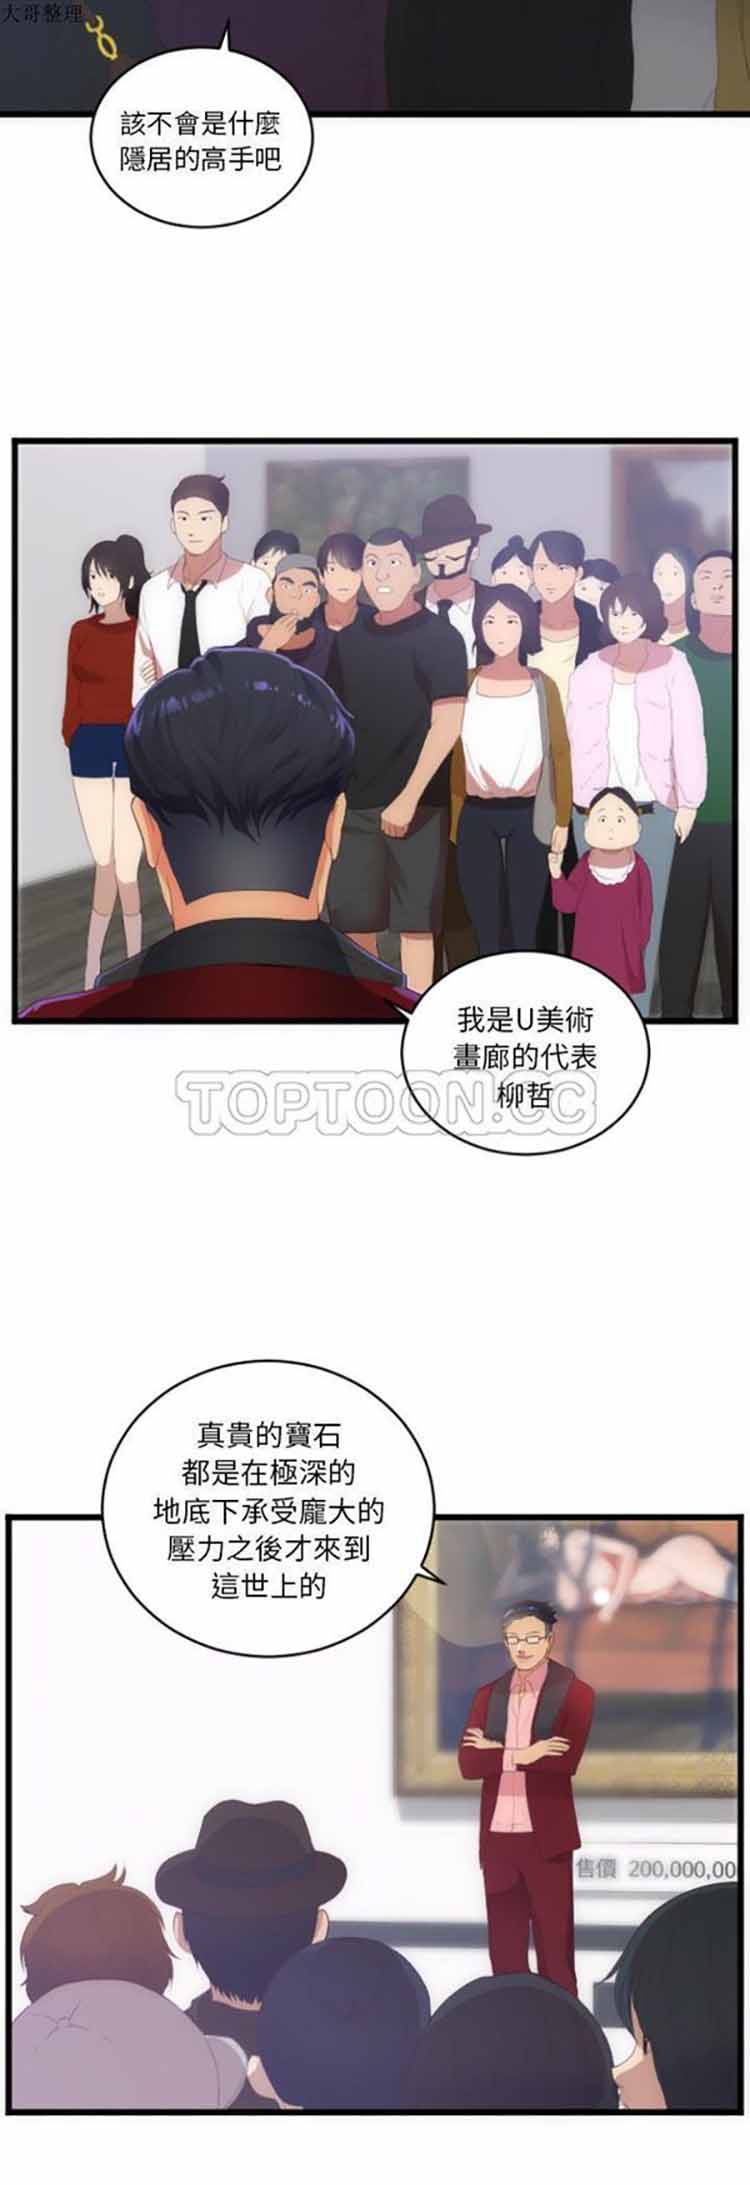 大哥整理
該不會是什麼
隱居的高手吧
我是U美術
畫廊的代表
柳哲
TOPTOON.CC
真貴的寶石
都是在極深的
地底下承受龐大的
壓力之後才來到
這世上的
售價 200,000,00